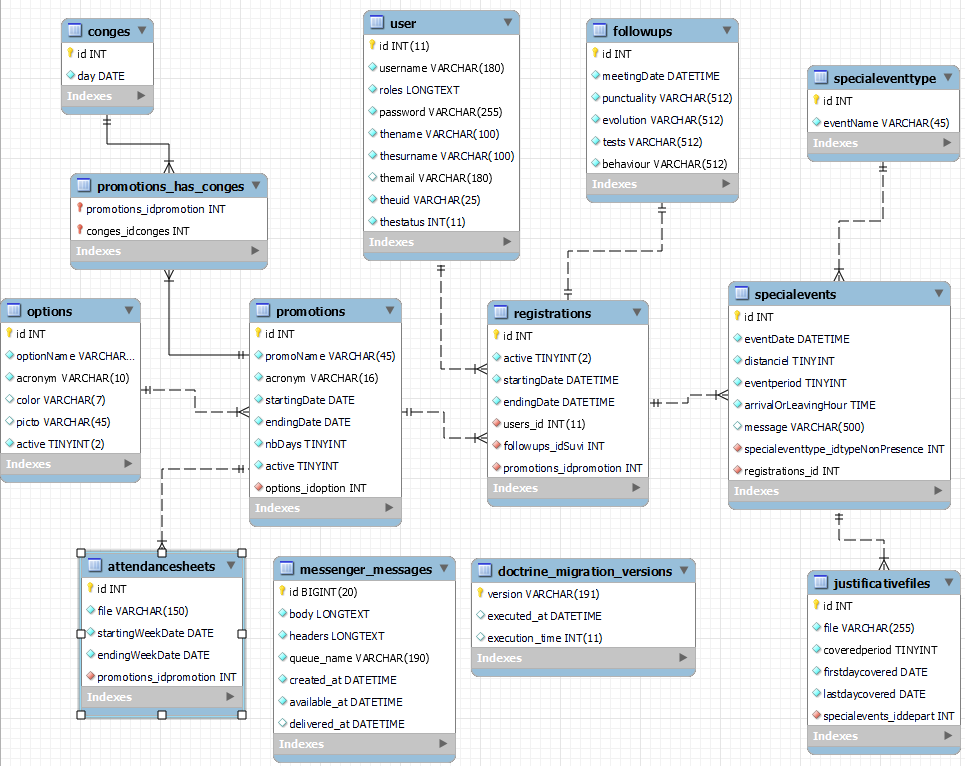 conges
id INT
day DATE
Indexes
user
id INT(11)
username VARCHAR(180)
roles LONGTEXT
password VARCHAR(255)
thename VARCHAR(100)
thesurname VARCHAR(100)
themail VARCHAR(180)
theuid VARCHAR(25)
thestatus INT(11)
Indexes
followups
id INT
meetingDate DATETIME
punctuality VARCHAR(512)
evolution VARCHAR(512)
tests VARCHAR(512)
behaviour VARCHAR(512)
Indexes
specialeventtype
id INT
eventName VARCHAR(45)
Indexes
promotions_has_conges
promotions_idpromotion INT
conges_idconges INT
Indexes
options
id INT
optionName VARCHAR...
acronym VARCHAR(10)
color VARCHAR(7)
picto VARCHAR(45)
active TINYINT(2)
Indexes
promotions
id INT
promoName VARCHAR(45)
acronym VARCHAR(16)
startingDate DATE
endingDate DATE
nbDays TINYINT
active TINYINT
options_idoption INT
Indexes
registrations
id INT
active TINYINT(2)
startingDate DATETIME
endingDate DATETIME
users_id INT(11)
followups_idSuvi INT
promotions_idpromotion INT
Indexes
specialevents
id INT
eventDate DATETIME
distanciel TINYINT
eventperiod TINYINT
arrivalOrLeavingHour TIME
message VARCHAR(500)
specialeventtype_idtypeNonPresence INT
registrations_id INT
Indexes
attendancesheets
id INT
file VARCHAR(150)
startingWeekDate DATE
endingWeekDate DATE
promotions_idpromotion INT
Indexes
messenger_messages
id BIGINT(20)
body LONGTEXT
headers LONGTEXT
queue_name VARCHAR(190)
created_at DATETIME
available_at DATETIME
delivered_at DATETIME
Indexes
doctrine_migration_versions
version VARCHAR(191)
executed_at DATETIME
execution_time INT(11)
Indexes
justificativefiles
id INT
file VARCHAR(255)
coveredperiod TINYINT
firstdaycovered DATE
lastdaycovered DATE
specialevents_iddepart INT
Indexes